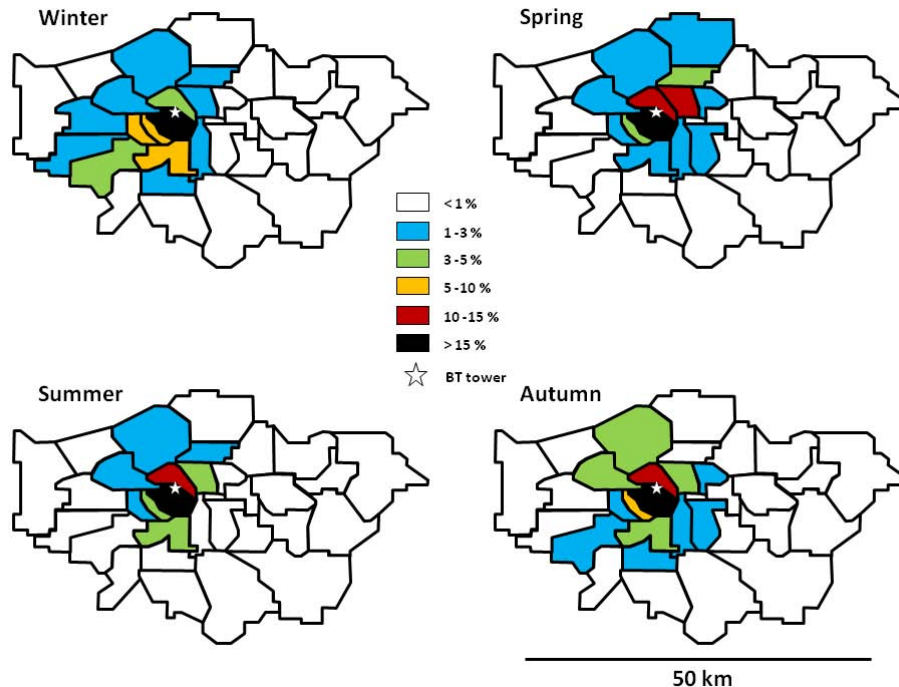 Winter
Spring
< 1 %
1 - 3 %
3 - 5 %
5 - 10 %
10 - 15 %
> 15 %
BT tower
Summer
Autumn
50 km